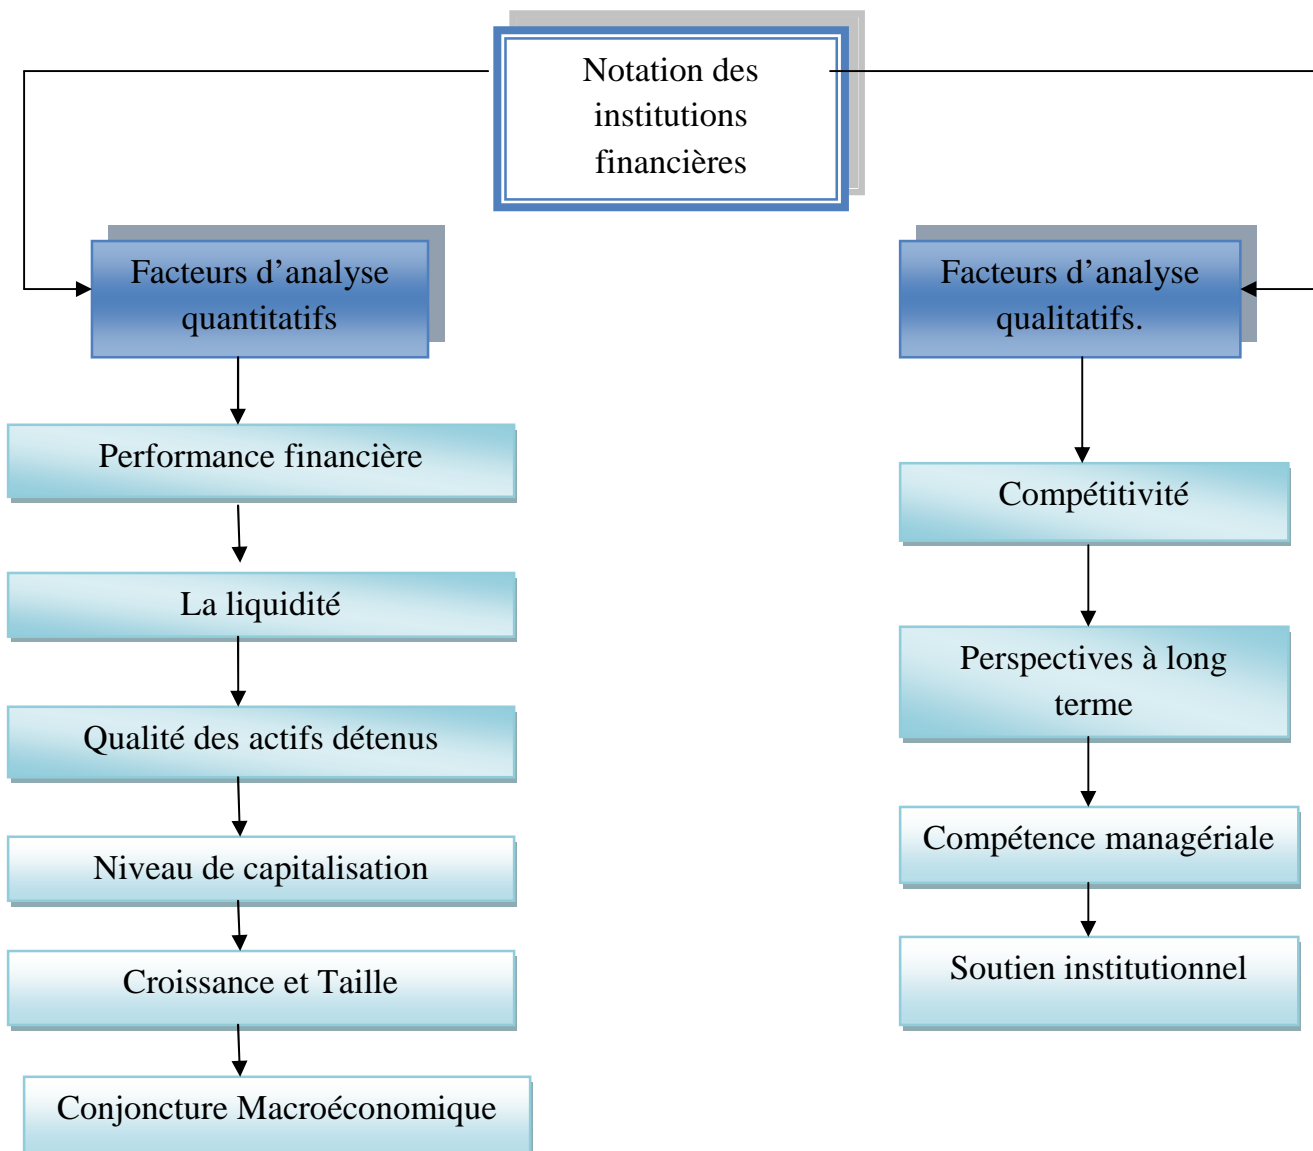 Notation des
institutions
financières
Facteurs d’analyse
quantitatifs
Performance financière
La liquidité
Qualité des actifs détenus
Niveau de capitalisation
Croissance et Taille
Conjoncture Macroéconomique
Facteurs d’analyse
qualitatifs.
Compétitivité
Perspectives à long
terme
Compétence managériale
Soutien institutionnel